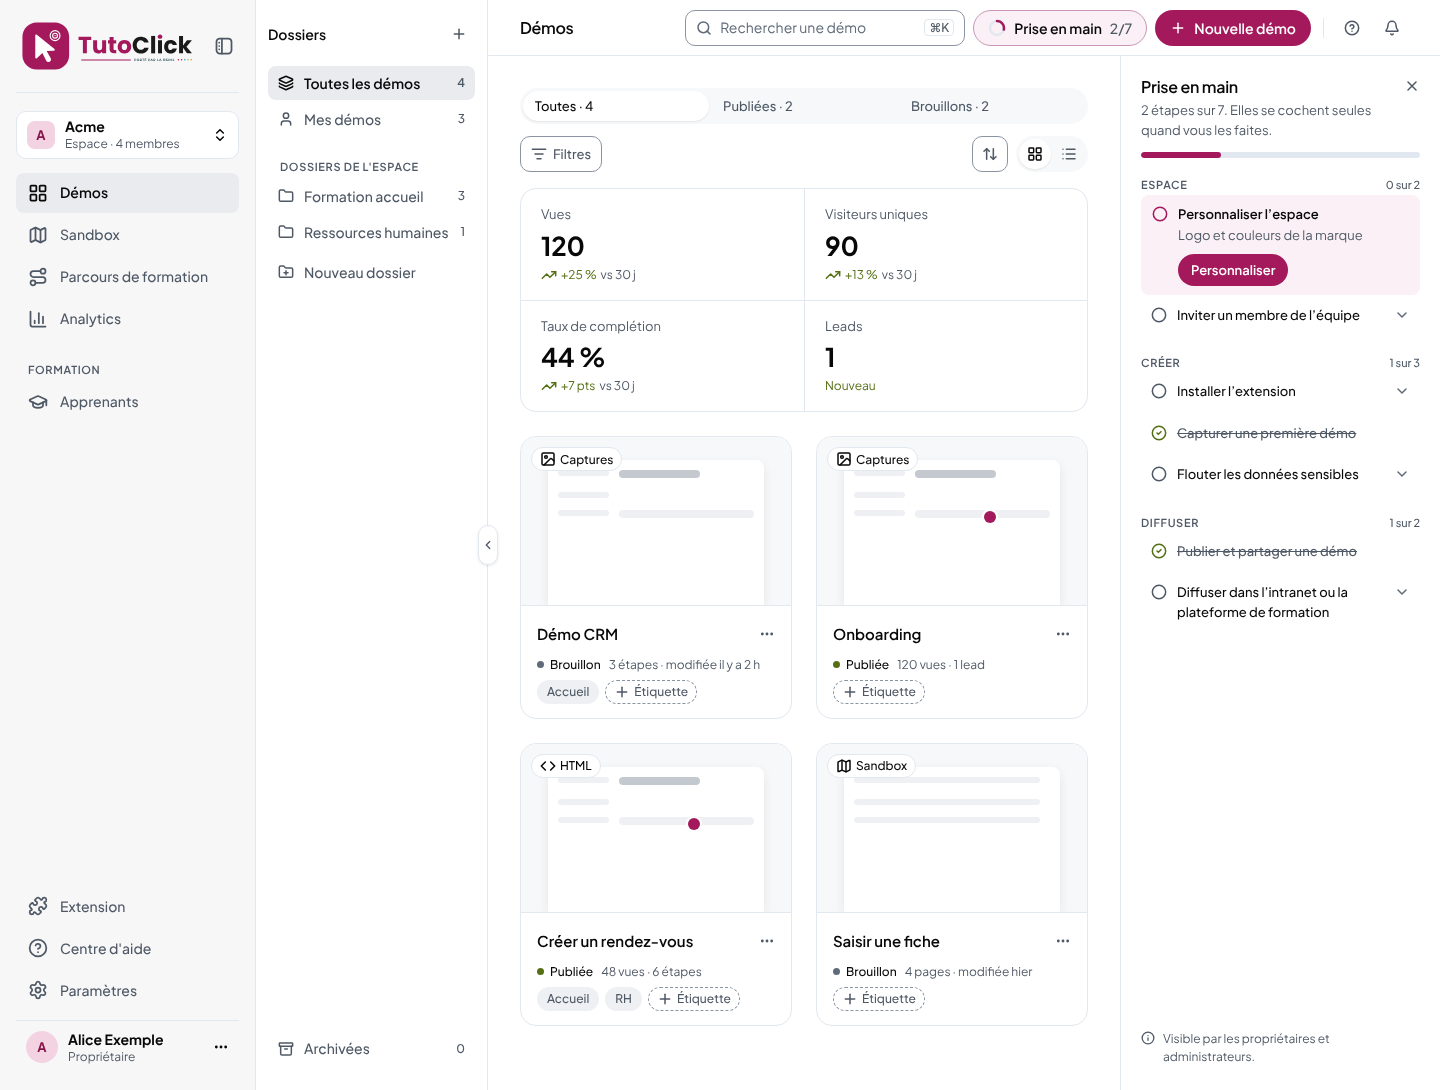 TutoClick
A
Acme
Espace · 4 membres
Démos
Sandbox
Parcours de formation
Analytics
FORMATION
Apprenants
Extension
Centre d'aide
Paramètres
A
Alice Exemple
Propriétaire
Dossiers
Toutes les démos 4
Mes démos 3
DOSSIERS DE L'ESPACE
Formation accueil 3
Ressources humaines 1
Nouveau dossier
Archivées 0
Démos
Rechercher une démo ⌘K
Prise en main 2/7
Nouvelle démo
Toutes · 4
Publiées · 2
Brouillons · 2
Filtres
Vues
120
+25 % vs 30 j
Visiteurs uniques
90
+13 % vs 30 j
Taux de complétion
44 %
+7 pts vs 30 j
Leads
1
Nouveau
Captures
Démo CRM
Brouillon 3 étapes · modifiée il y a 2 h
Accueil
Étiquette
Captures
Onboarding
Publiée 120 vues · 1 lead
Étiquette
HTML
Créer un rendez-vous
Publiée 48 vues · 6 étapes
Accueil
RH
Étiquette
Sandbox
Saisir une fiche
Brouillon 4 pages · modifiée hier
Étiquette
Prise en main
2 étapes sur 7. Elles se cochent seules
quand vous les faites.
ESPACE 0 sur 2
Personnaliser l’espace
Logo et couleurs de la marque
Personnaliser
Inviter un membre de l’équipe
CRÉER 1 sur 3
Installer l’extension
Capturer une première démo
Flouter les données sensibles
DIFFUSER 1 sur 2
Publier et partager une démo
Diffuser dans l’intranet ou la
plateforme de formation
Visible par les propriétaires et
administrateurs.